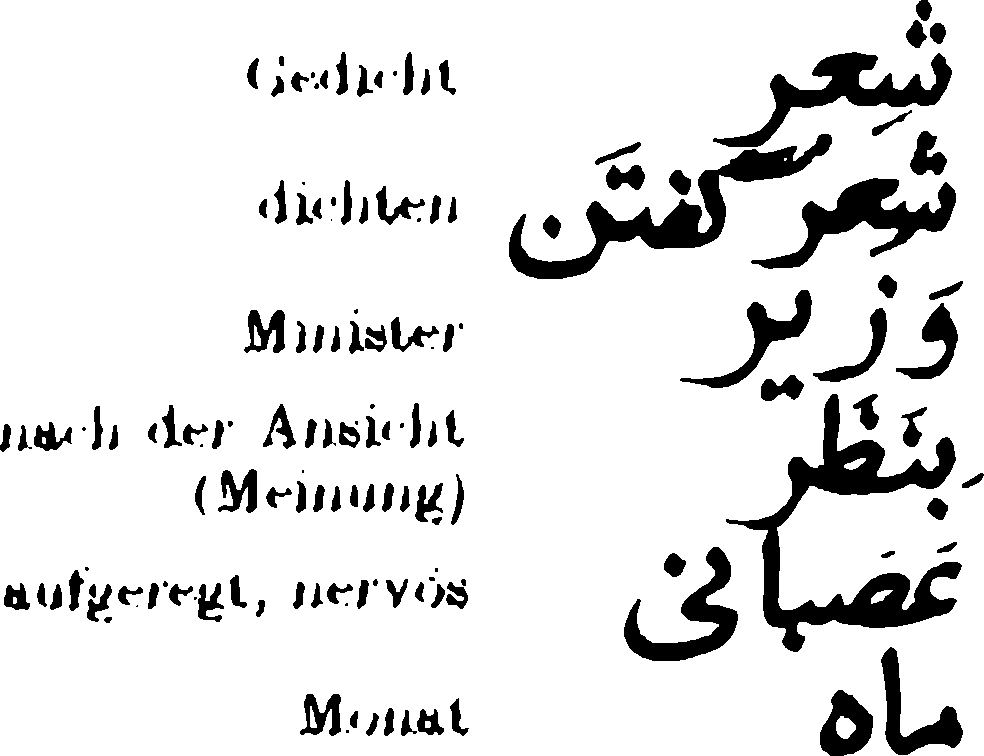 Gedicht شِعر
dichten شِعر گفتَن
Minister وَزیر
nach der Ansicht بِنَظَر
(Meinung)
aufgeregt, nervös عَصَبانی
Monat ماه